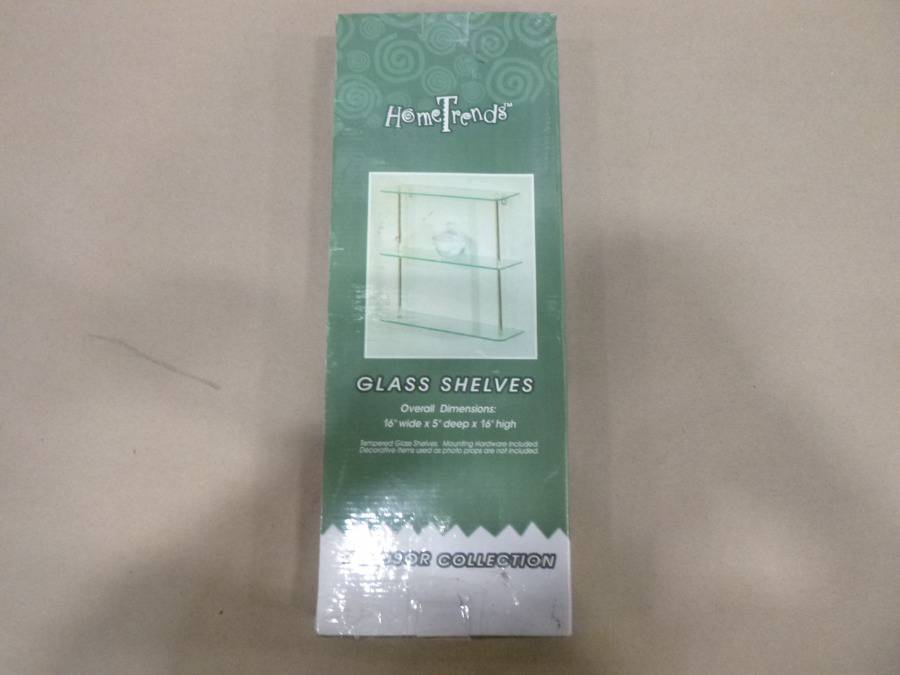 HomeTrends™
GLASS SHELVES
Overall Dimensions:
16" wide x 5" deep x 16" high
Tempered Glass Shelves. Mounting Hardware Included.
Decorative items used as photo props are not included.
COLLECTION